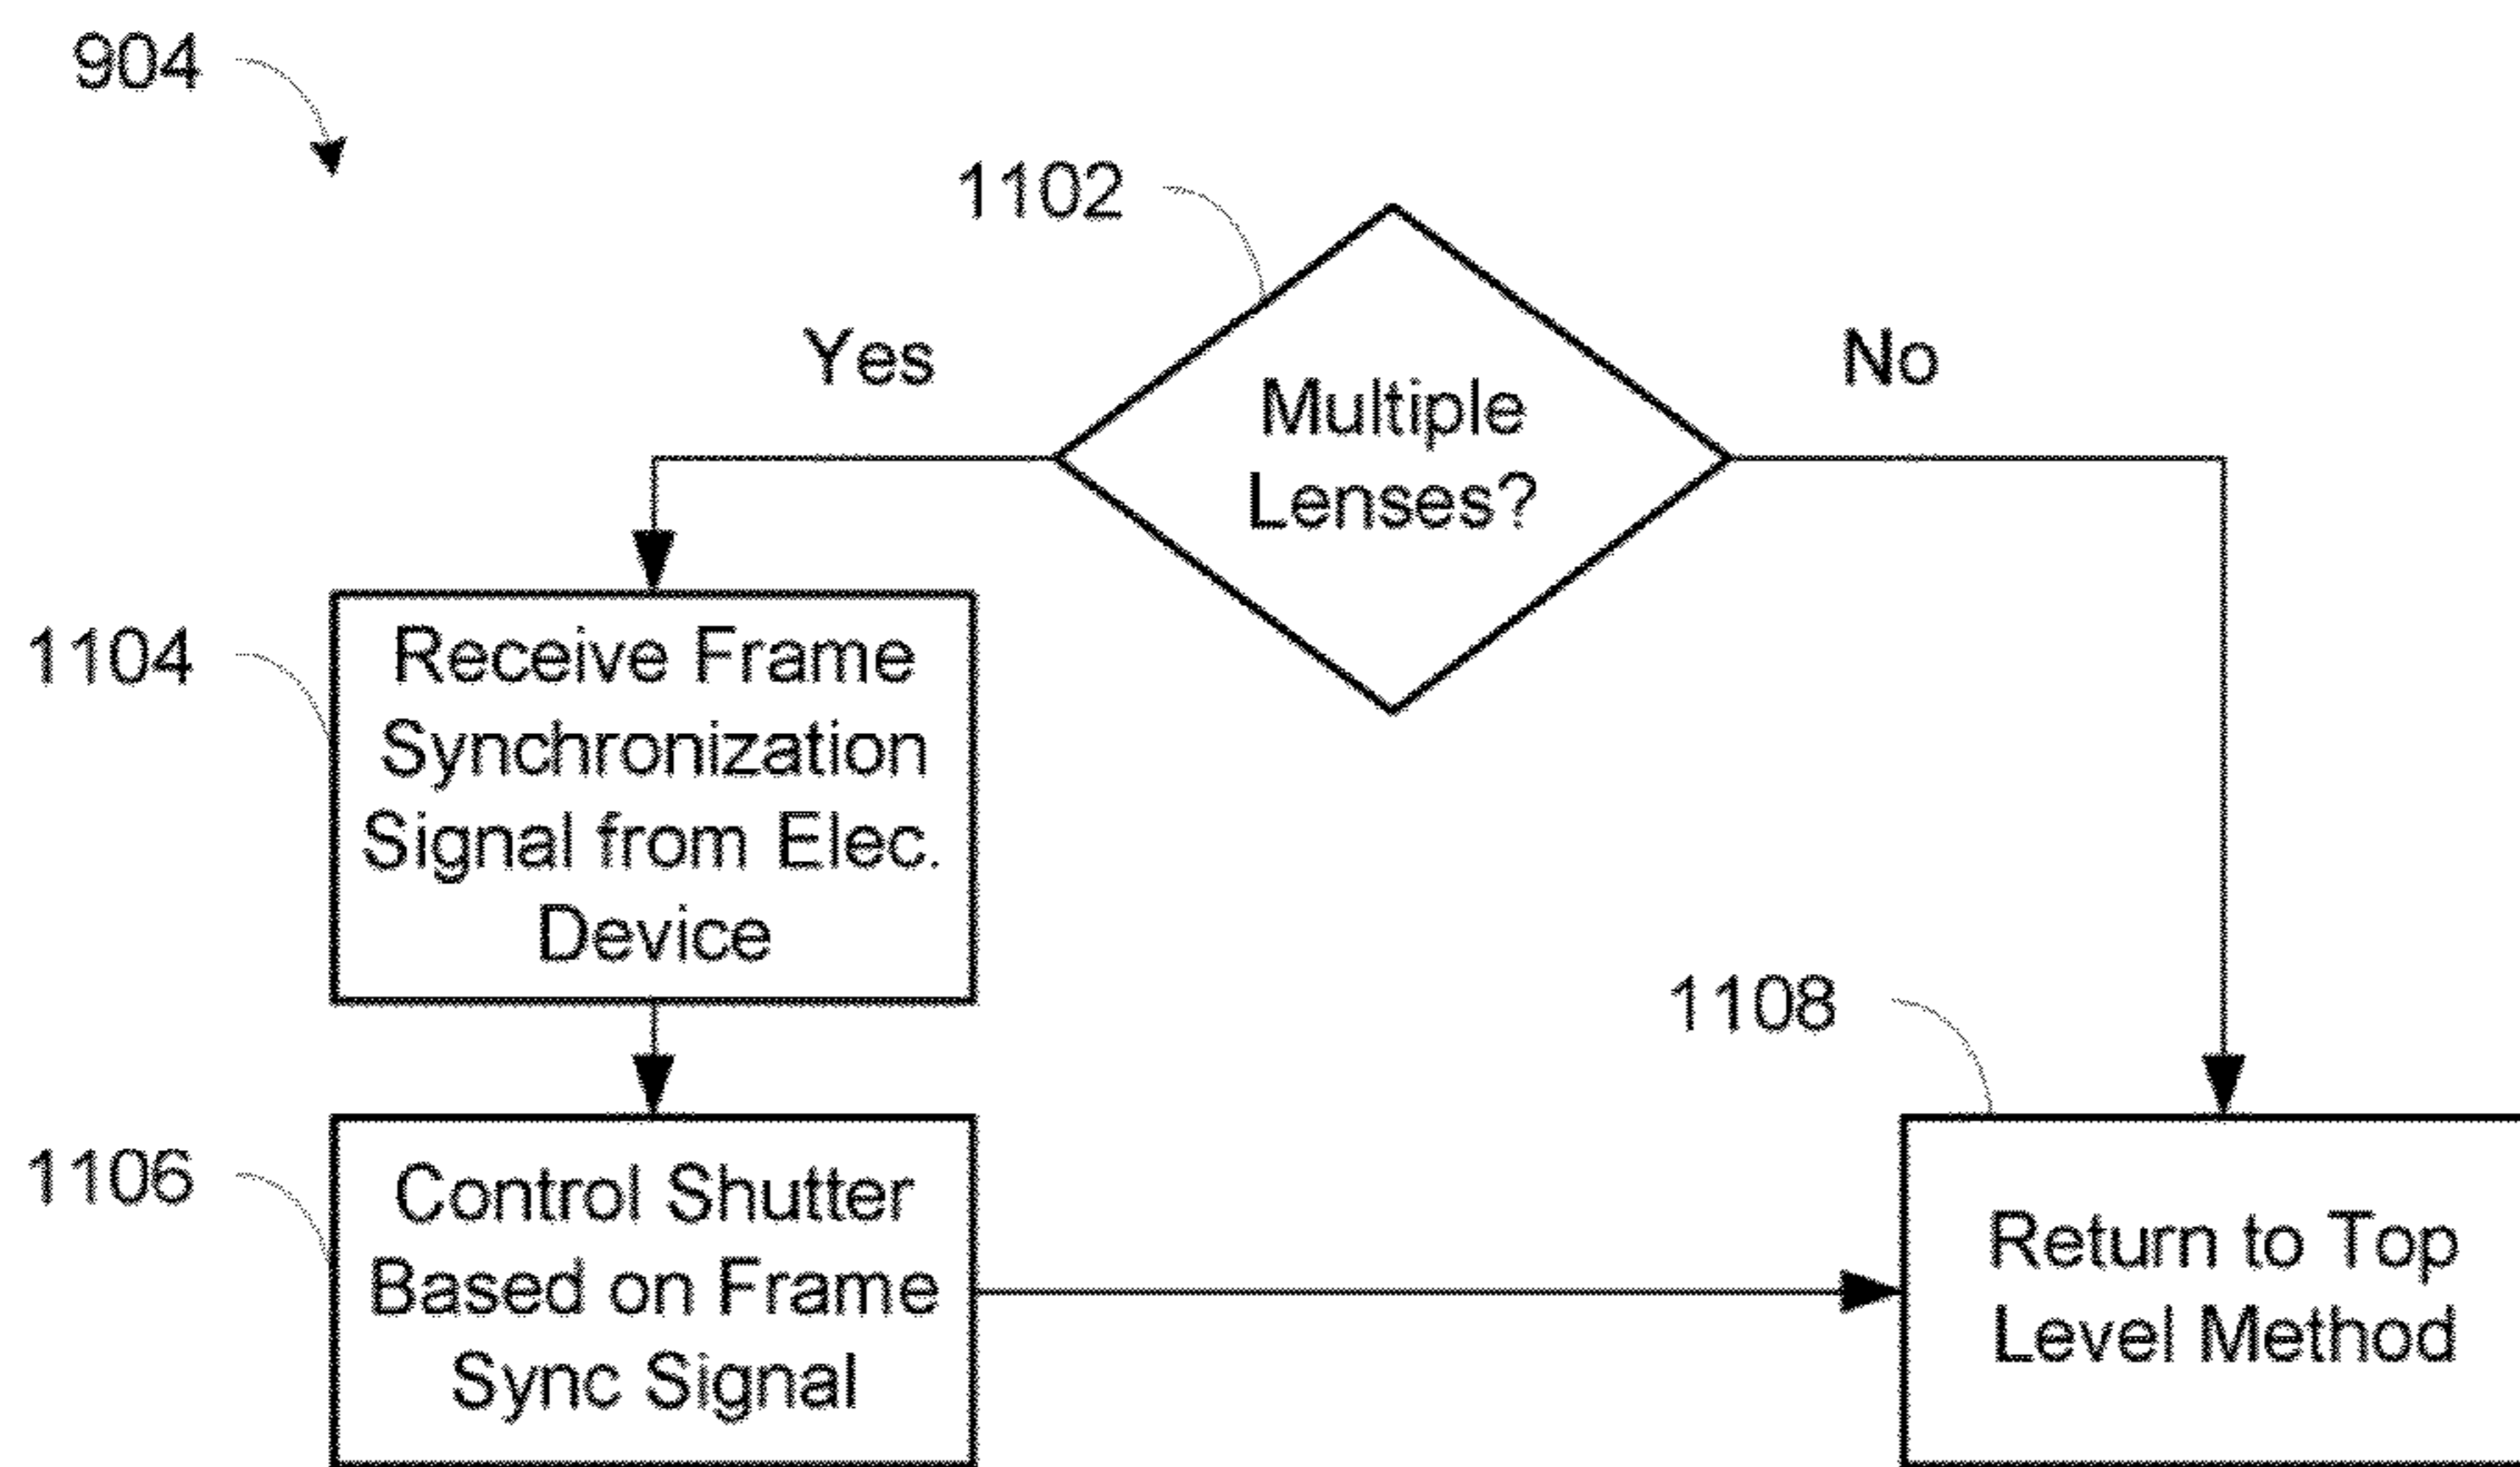 904
1102
Yes
No
Multiple
Lenses?
1104
Receive Frame
Synchronization
Signal from Elec.
Device
1108
1106
Control Shutter
Based on Frame
Sync Signal
Return to Top
Level Method